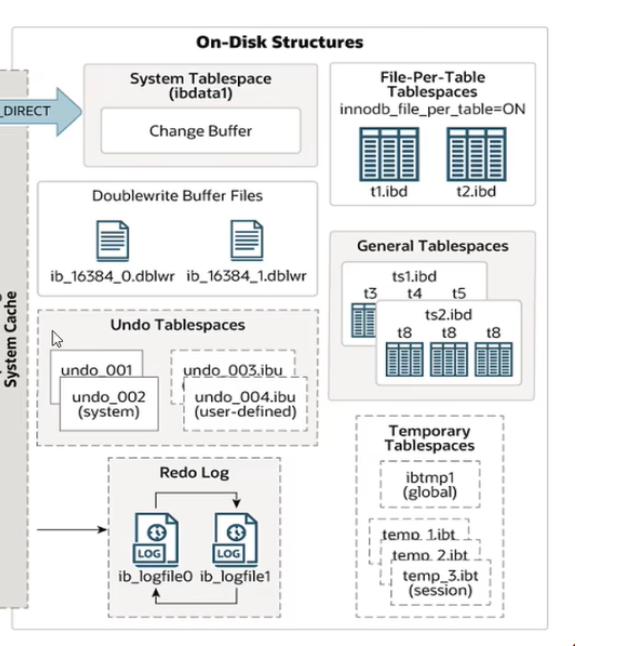 On-Disk Structures
_DIRECT
System Cache
System Tablespace
(ibdata1)
Change Buffer
File-Per-Table
Tablespaces
innodb_file_per_table=ON
t1.ibd
t2.ibd
Doublewrite Buffer Files
ib_16384_0.dblwr
ib_16384_1.dblwr
General Tablespaces
ts1.ibd
t3 t4 t5
ts2.ibd
t8 t8 t8
Undo Tablespaces
undo_001
undo_002
(system)
undo_003.ibu
undo_004.ibu
(user-defined)
Redo Log
LOG
LOG
ib_logfile0
ib_logfile1
Temporary
Tablespaces
ibtmp1
(global)
temp_1.ibt
temp_2.ibt
temp_3.ibt
(session)